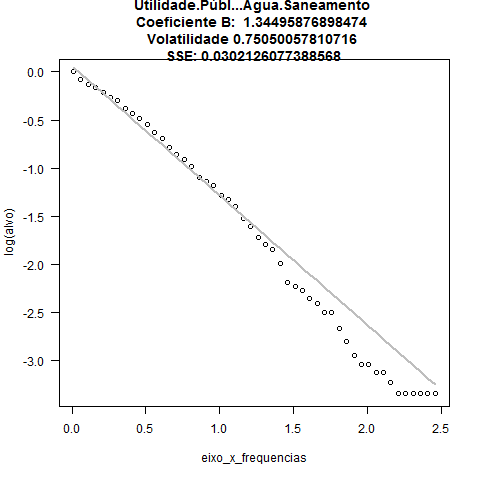 Utilidade.Públ...Agua.Saneamento
Coeficiente B: 1.34495876898474
Volatilidade 0.75050057810716
SSE: 0.0302126077388568
log(alvo)
0.0
-0.5
-1.0
-1.5
-2.0
-2.5
-3.0
0.0 0.5 1.0 1.5 2.0 2.5
eixo_x_frequencias